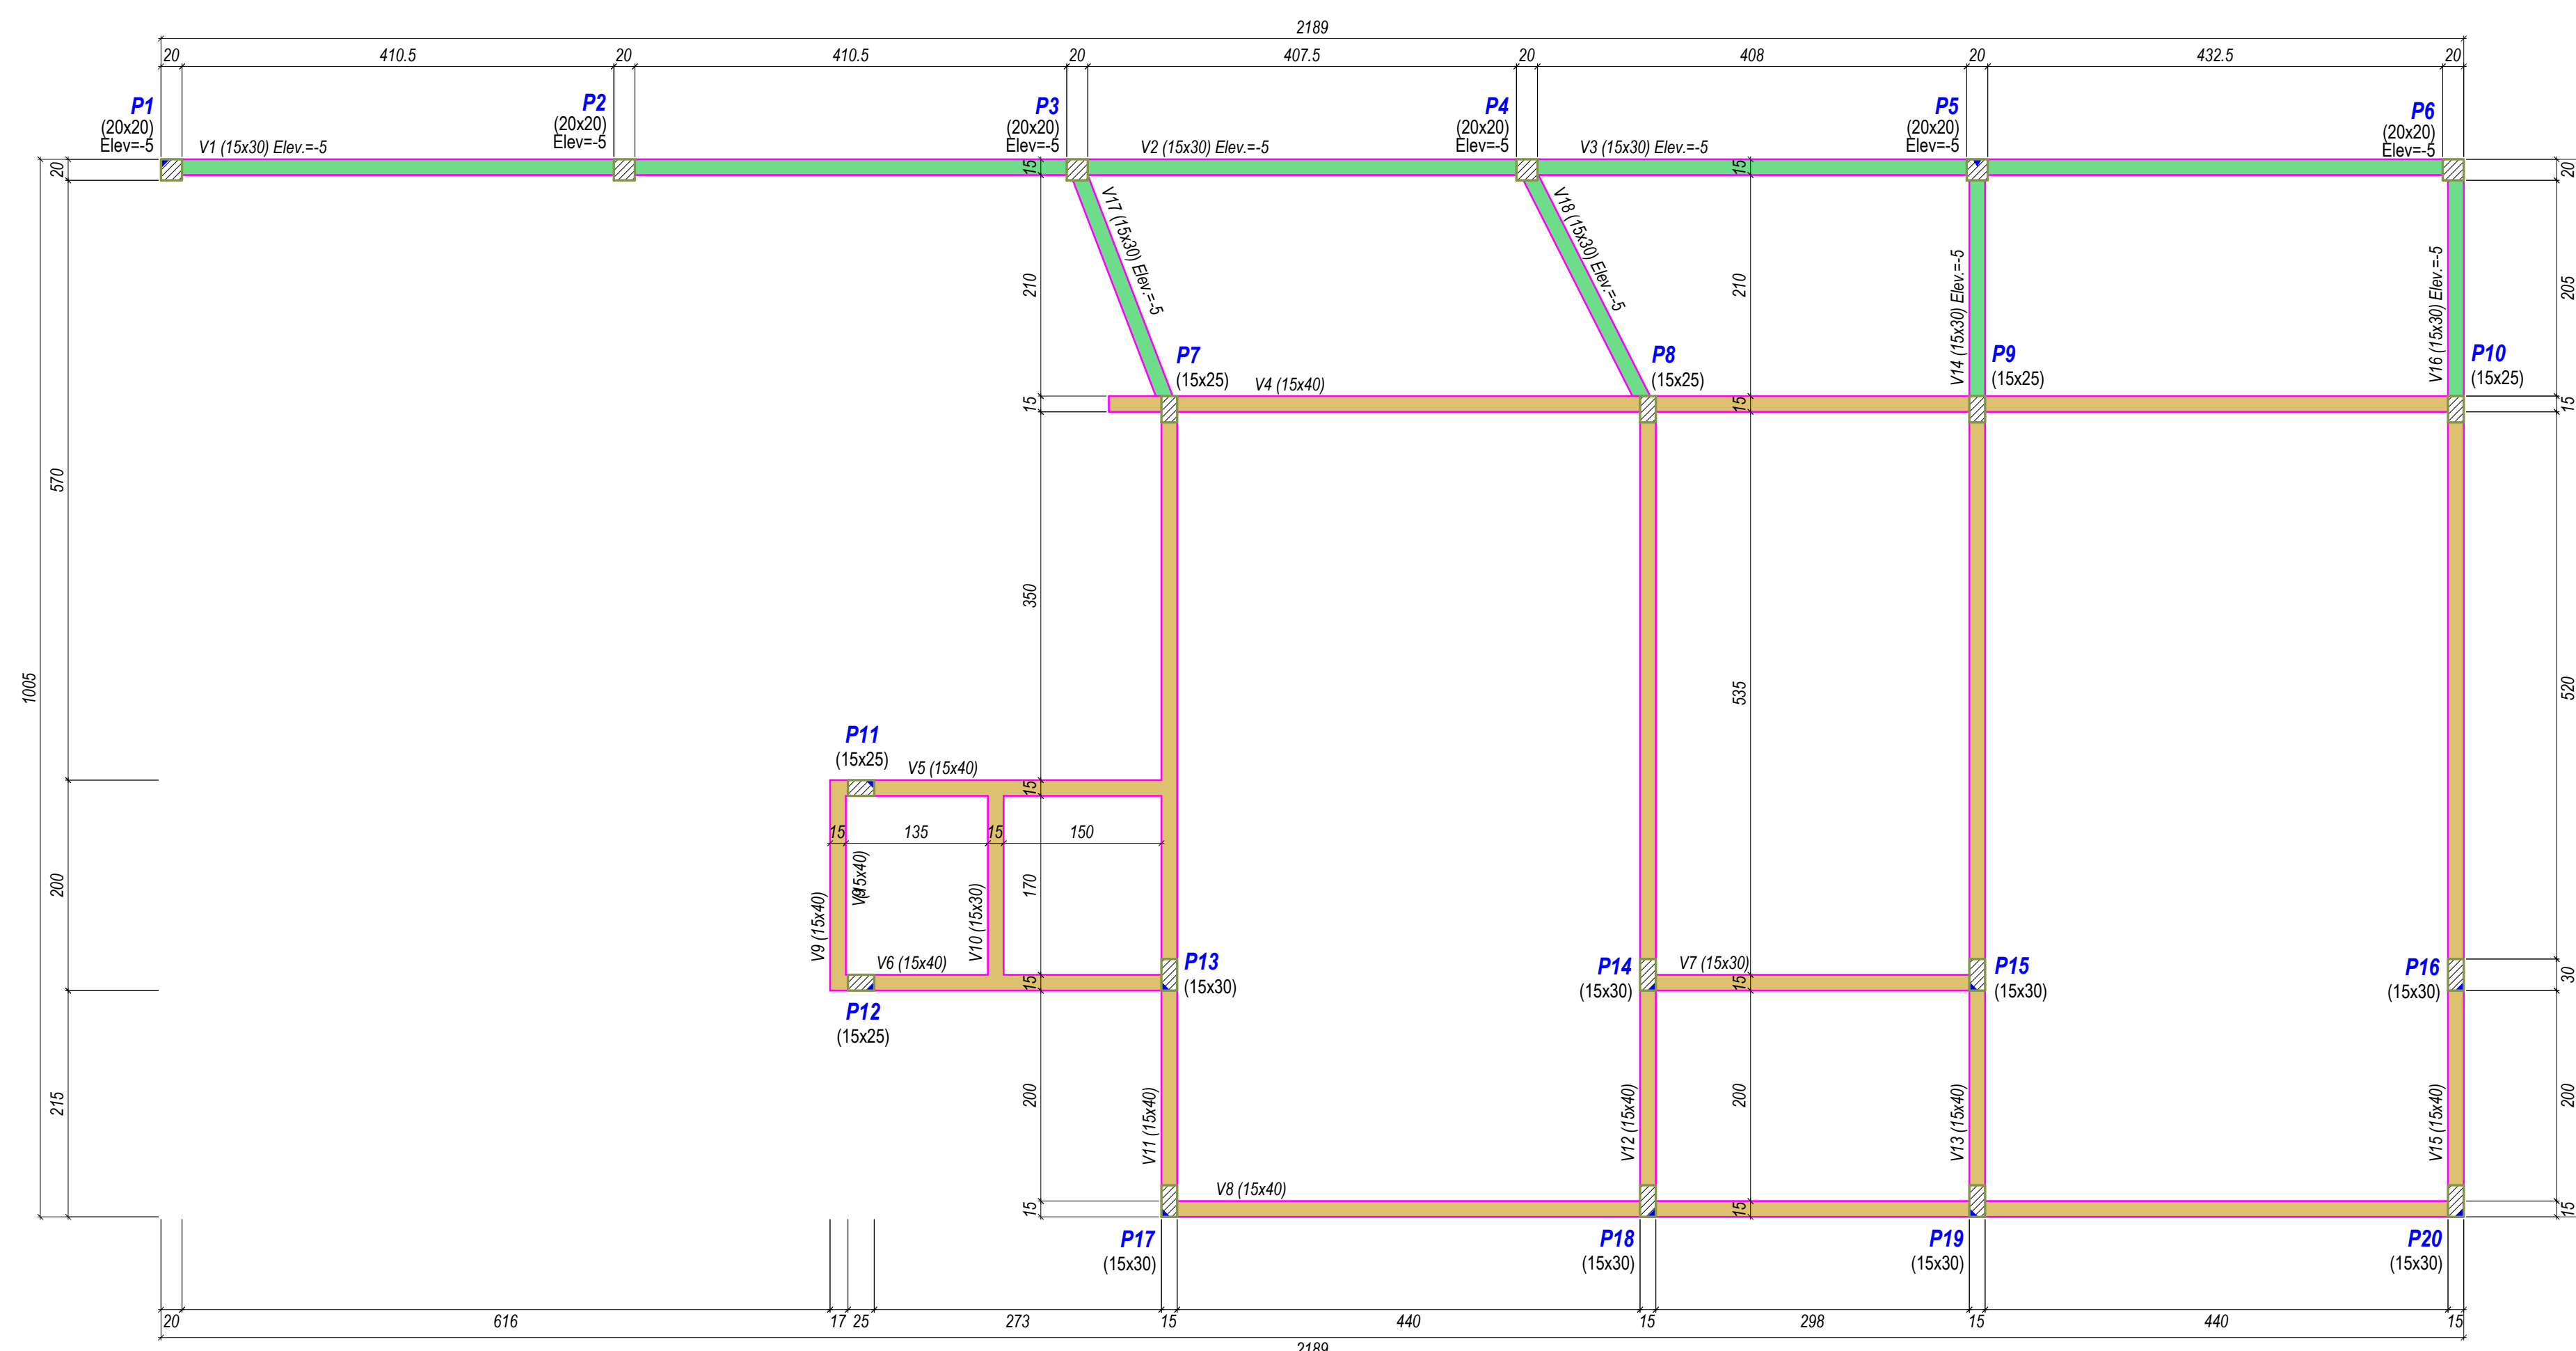 2189
20 410.5 20 410.5 20 407.5 20 408 20 432.5 20
P1
(20x20)
Elev=-5
P2
(20x20)
Elev=-5
P3
(20x20)
Elev=-5
P4
(20x20)
Elev=-5
P5
(20x20)
Elev=-5
P6
(20x20)
Elev=-5
V1 (15x30) Elev.=-5
V2 (15x30) Elev.=-5
V3 (15x30) Elev.=-5
20
15
15
20
V17 (15x30) Elev.=-5
V18 (15x30) Elev.=-5
V14 (15x30) Elev.=-5
V16 (15x30) Elev.=-5
210
210
205
P7
(15x25)
P8
(15x25)
P9
(15x25)
P10
(15x25)
V4 (15x40)
15
15
15
570
350
1005
535
520
P11
(15x25)
V5 (15x40)
15
15 135 15 150
V9 (15x40)
V9
(15x40)
V10 (15x30)
200
170
V6 (15x40)
P12
(15x25)
P13
(15x30)
P14
(15x30)
V7 (15x30)
P15
(15x30)
P16
(15x30)
15
15
30
215
200
200
200
V11 (15x40)
V12 (15x40)
V13 (15x40)
V15 (15x40)
V8 (15x40)
15
15
15
P17
(15x30)
P18
(15x30)
P19
(15x30)
P20
(15x30)
20 616 17 25 273 15 440 15 298 15 440 15
2189